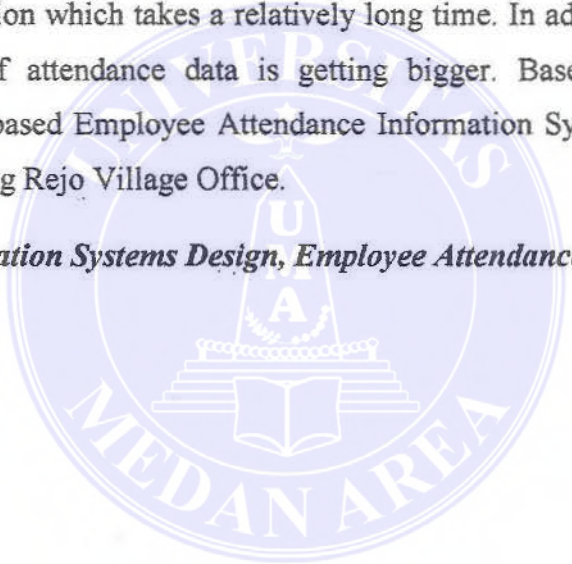 ion which takes a relatively long time. In ad
f attendance data is getting bigger. Base
based Employee Attendance Information Sy
g Rejo Village Office.
ation Systems Design, Employee Attendanc
UNIVERSITAS
UMA
MEDAN AREA